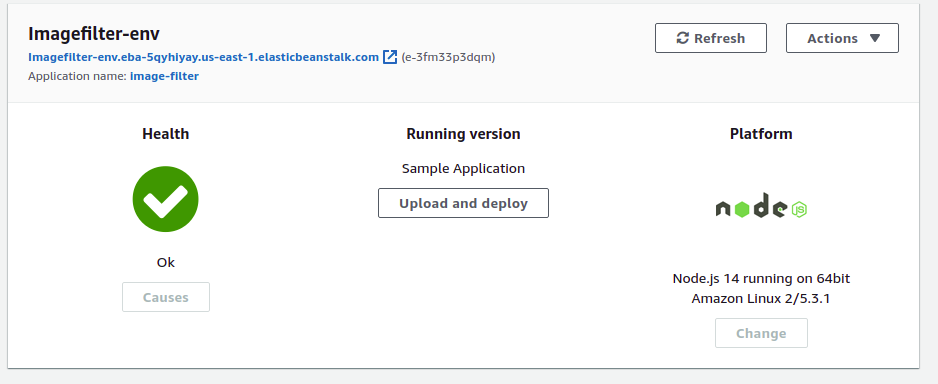 Imagefilter-env
Imagefilter-env.eba-5qyhiyay.us-east-1.elasticbeanstalk.com (e-3fm33p3dqm)
Application name: image-filter
Refresh
Actions
Health
Ok
Causes
Running version
Sample Application
Upload and deploy
Platform
node JS
Node.js 14 running on 64bit
Amazon Linux 2/5.3.1
Change